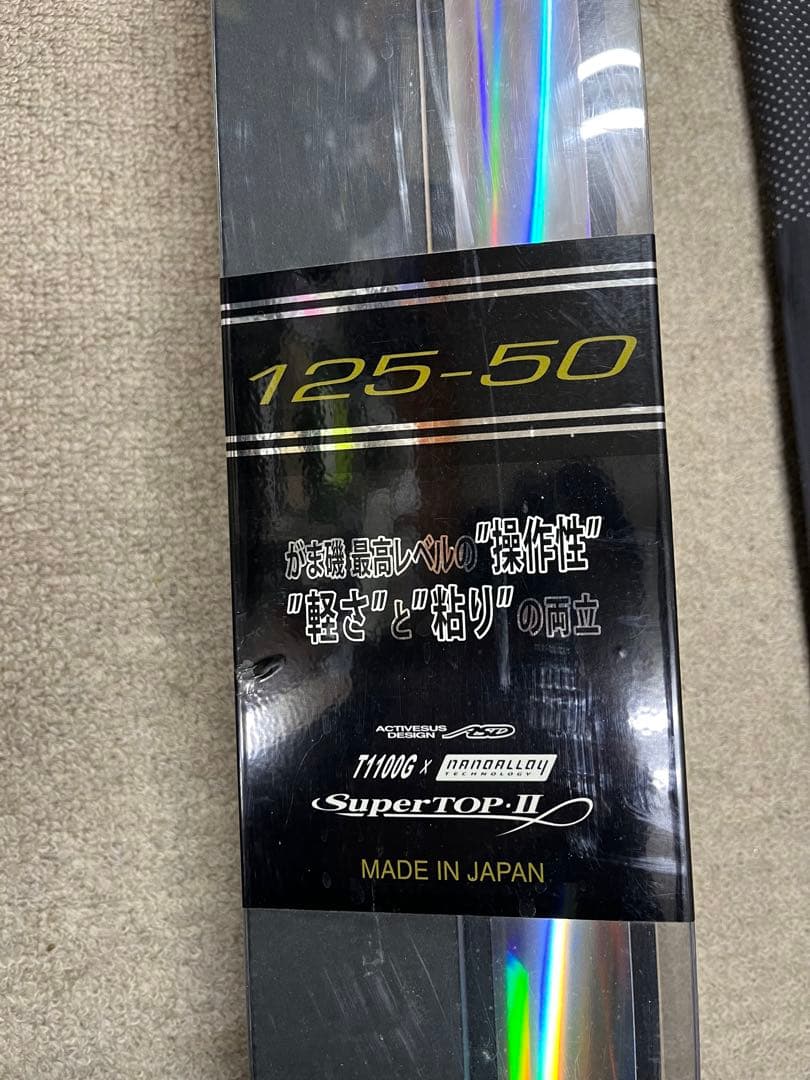 125-50
がま磯 最高レベルの"操作性"
"軽さ"と"粘り"の両立
ACTIVESUS
DESIGN ASD
T1100G x NANOALLOY
TECHNOLOGY
SuperTOP・II
MADE IN JAPAN